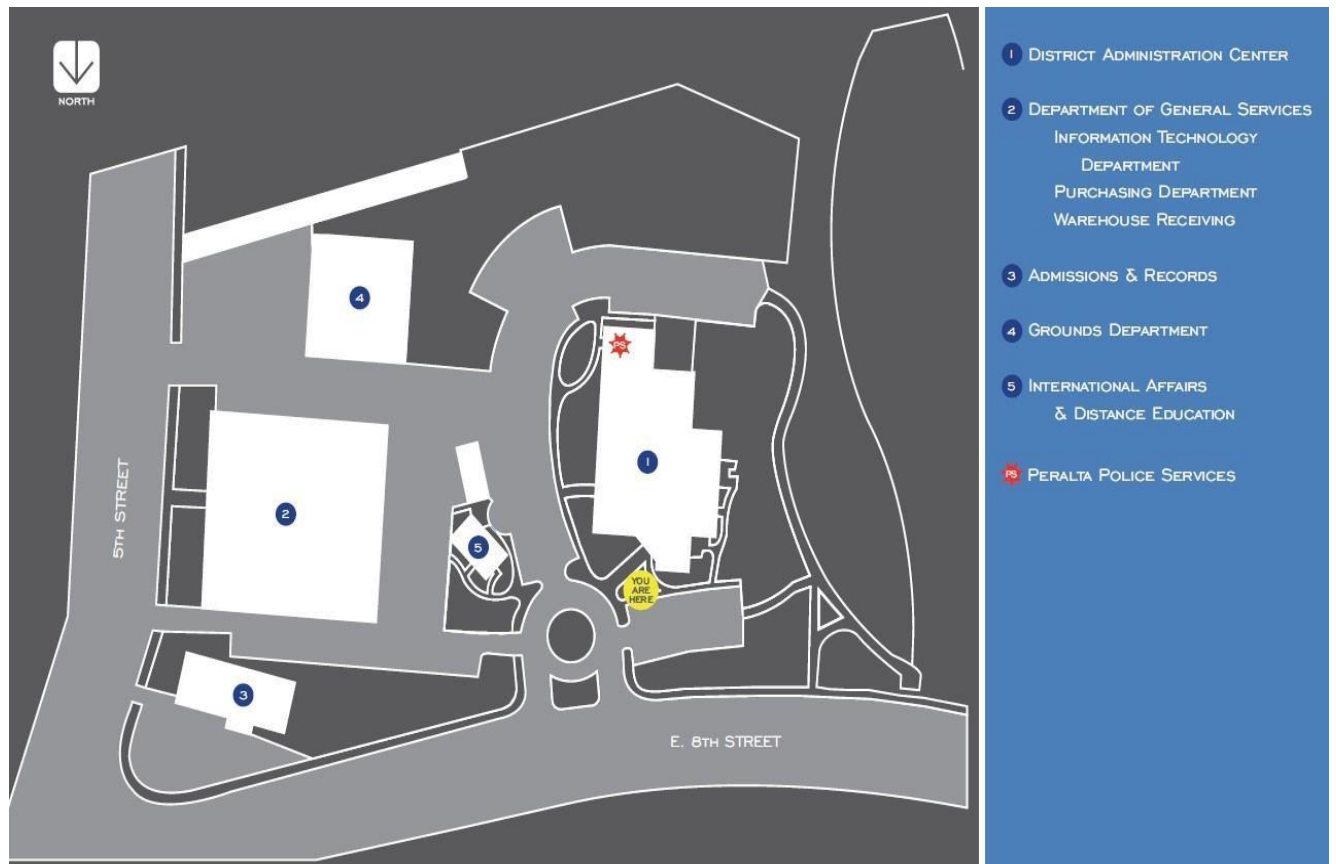 NORTH
4
PS
1
2
5
YOU
ARE
HERE
3
5TH STREET
E. 8TH STREET
1 DISTRICT ADMINISTRATION CENTER
2 DEPARTMENT OF GENERAL SERVICES
INFORMATION TECHNOLOGY
DEPARTMENT
PURCHASING DEPARTMENT
WAREHOUSE RECEIVING
3 ADMISSIONS & RECORDS
4 GROUNDS DEPARTMENT
5 INTERNATIONAL AFFAIRS
& DISTANCE EDUCATION
PS PERALTA POLICE SERVICES